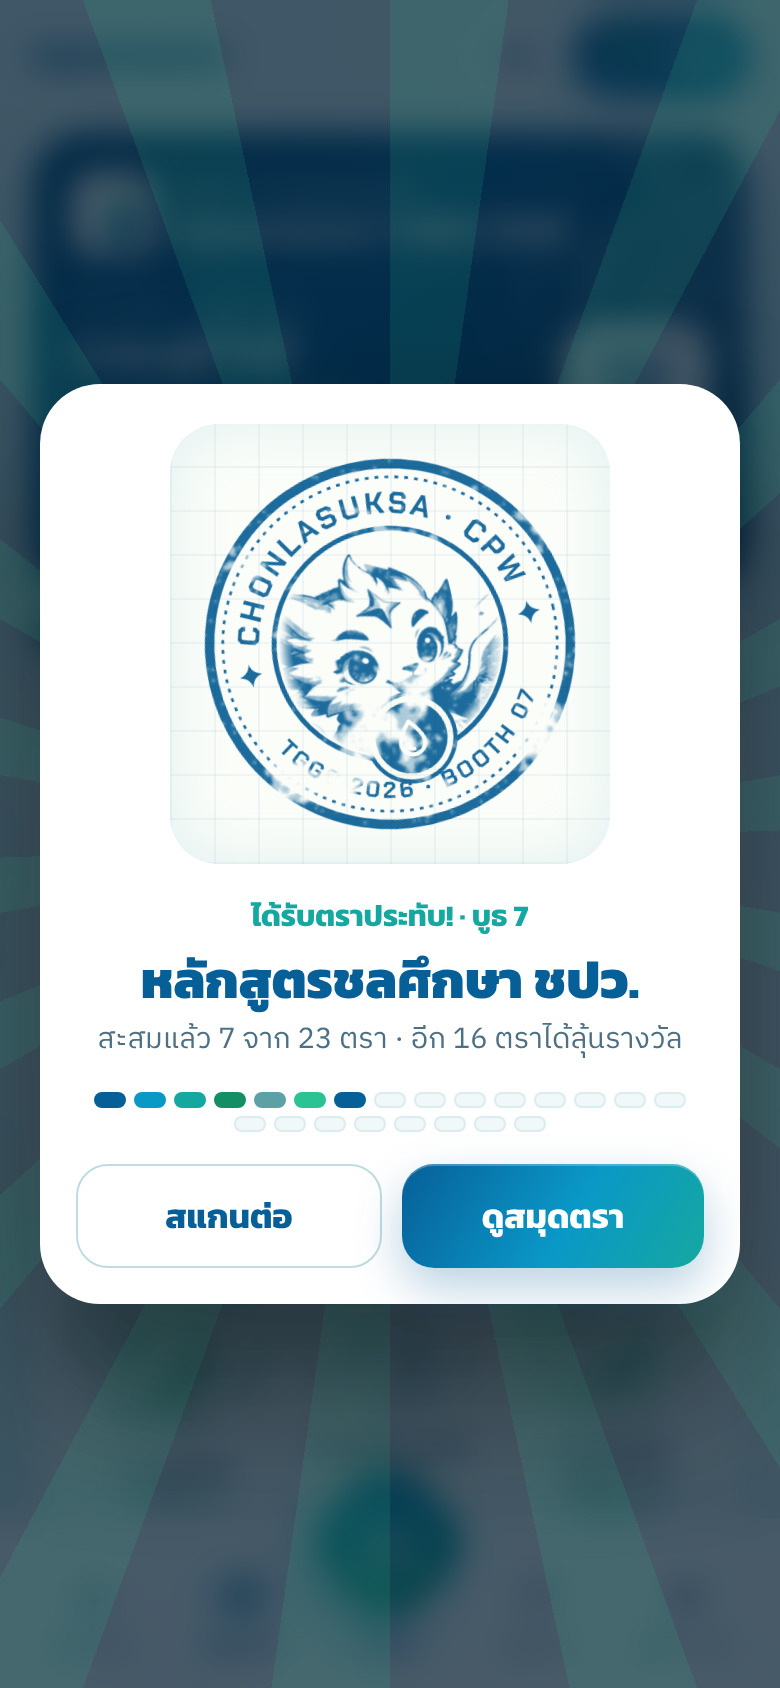 CHONLASUKSA · CPW
2026 · BOOTH 07
ได้รับตราประทับ! · บูธ 7
หลักสูตรชลศึกษา ชปว.
สะสมแล้ว 7 จาก 23 ตรา · อีก 16 ตราได้ลุ้นรางวัล
สแกนต่อ
ดูสมุดตรา